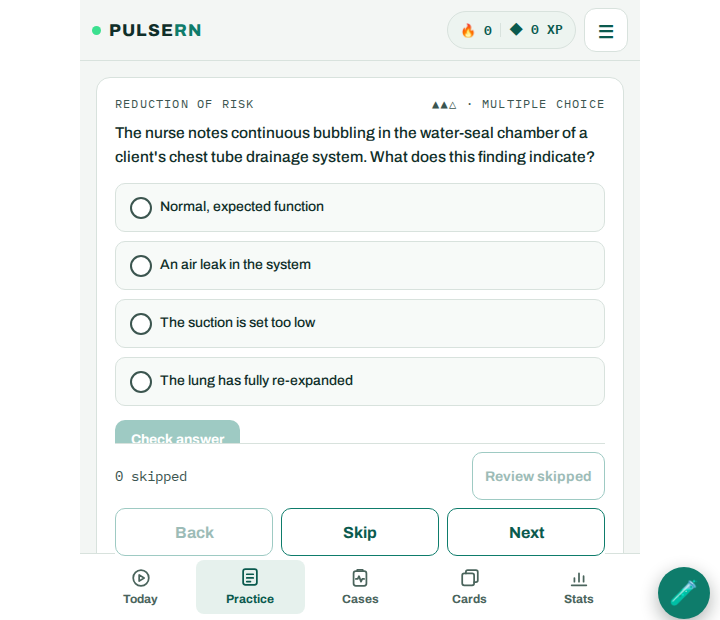 PULSERN
🔥 0 ◆ 0 XP
REDUCTION OF RISK ▲▲△ · MULTIPLE CHOICE
The nurse notes continuous bubbling in the water-seal chamber of a
client's chest tube drainage system. What does this finding indicate?
Normal, expected function
An air leak in the system
The suction is set too low
The lung has fully re-expanded
Check answer
0 skipped Review skipped
Back Skip Next
Today Practice Cases Cards Stats